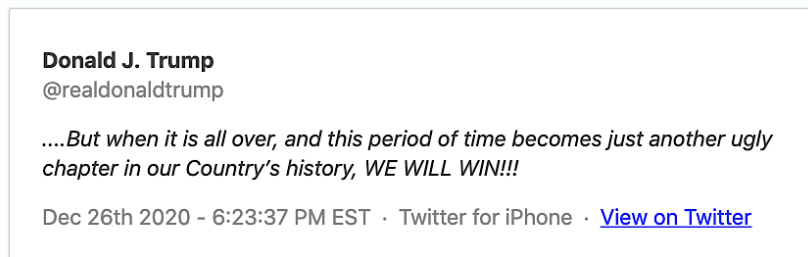 Donald J. Trump
@realdonaldtrump
....But when it is all over, and this period of time becomes just another ugly
chapter in our Country’s history, WE WILL WIN!!!
Dec 26th 2020 - 6:23:37 PM EST · Twitter for iPhone · View on Twitter